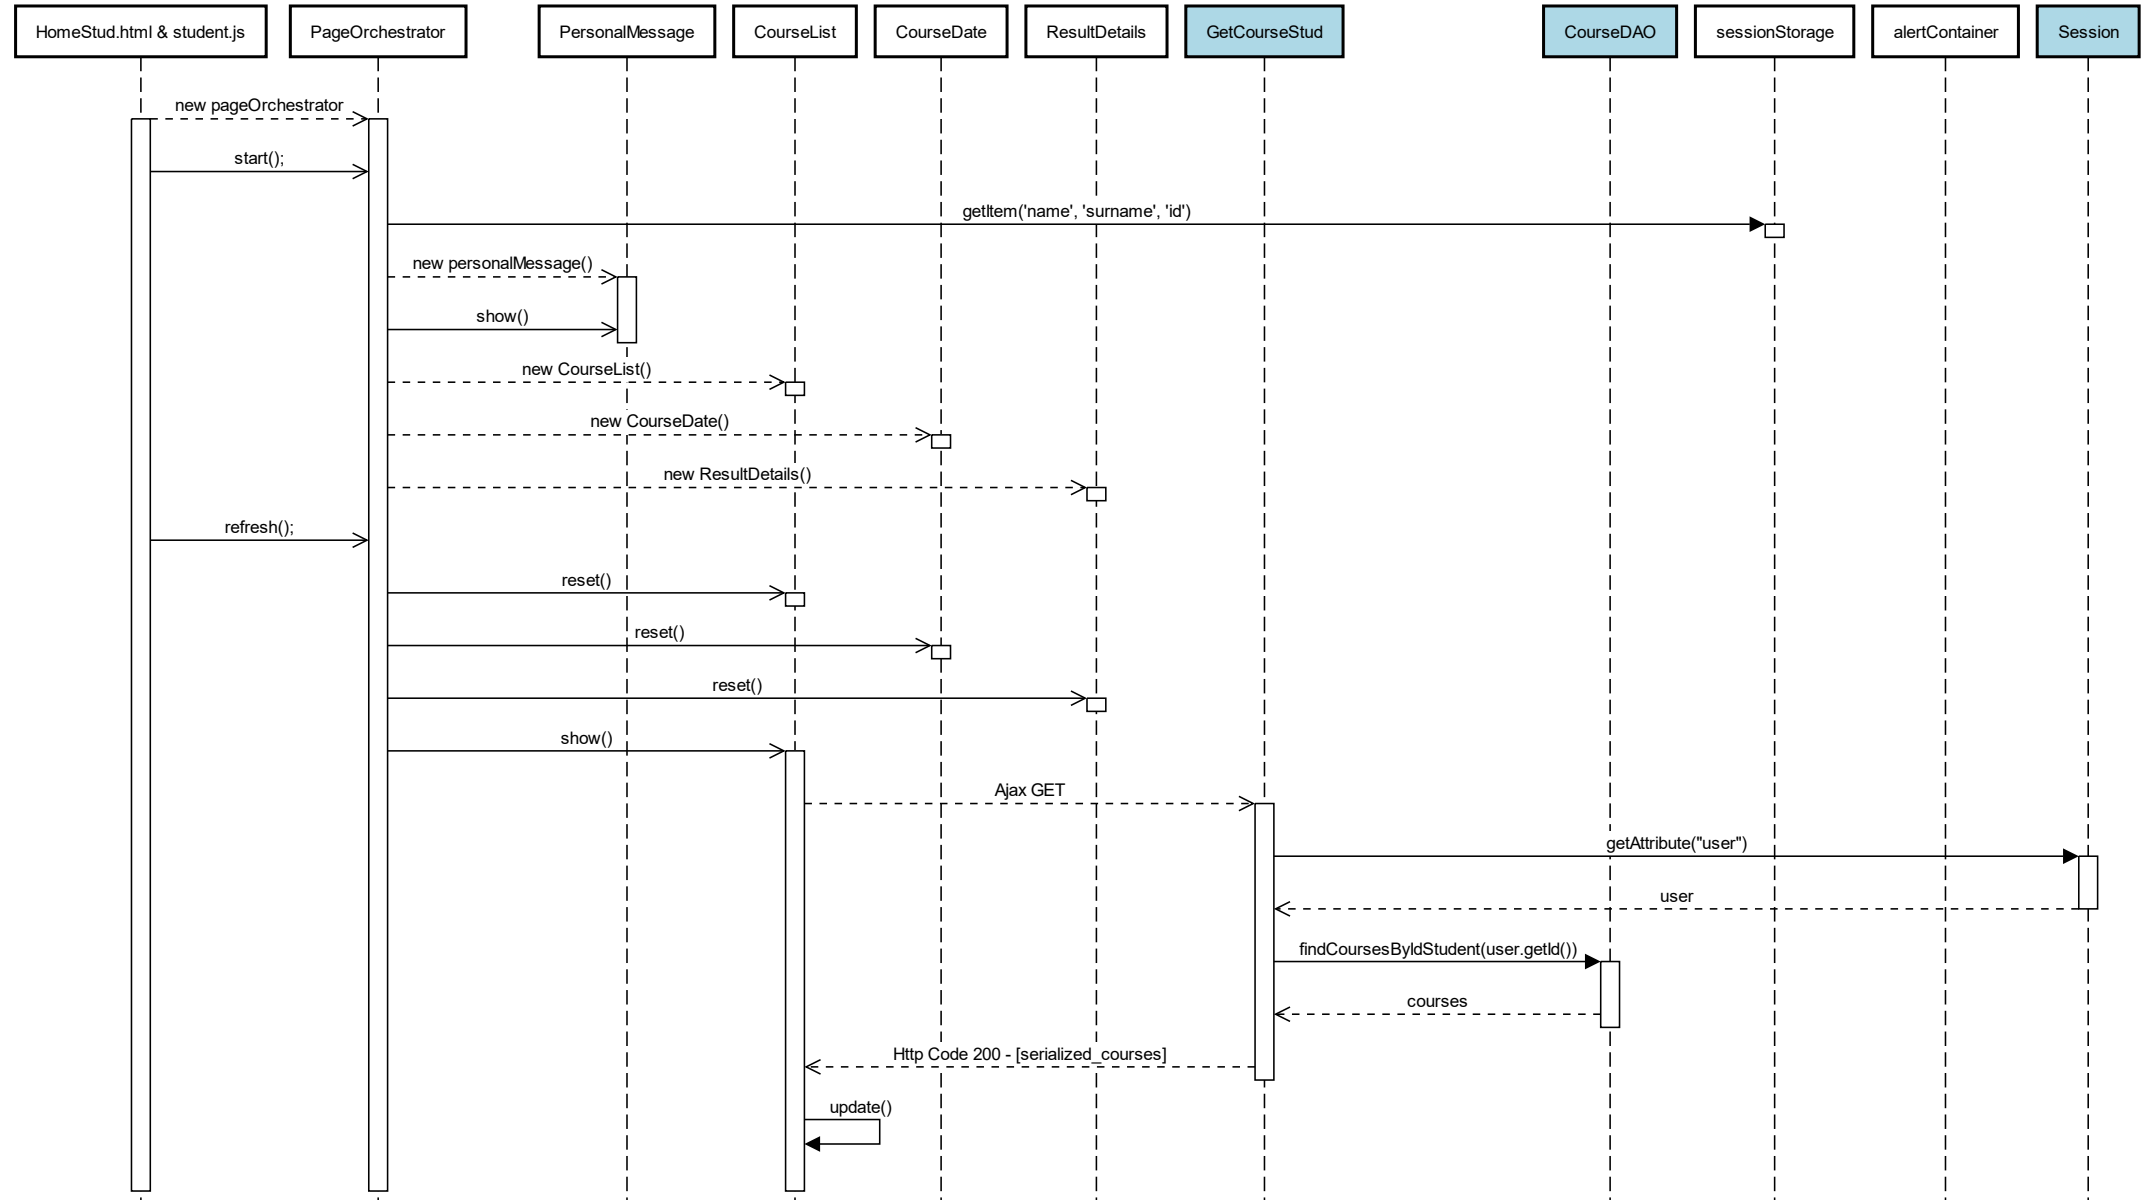 HomeStud.html & student.js
PageOrchestrator
PersonalMessage
CourseList
CourseDate
ResultDetails
GetCourseStud
CourseDAO
sessionStorage
alertContainer
Session
new pageOrchestrator
start();
getItem('name', 'surname', 'id')
new personalMessage()
show()
new CourseList()
new CourseDate()
new ResultDetails()
refresh();
reset()
reset()
reset()
show()
Ajax GET
getAttribute("user")
user
findCoursesByIdStudent(user.getId())
courses
Http Code 200 - [serialized_courses]
update()